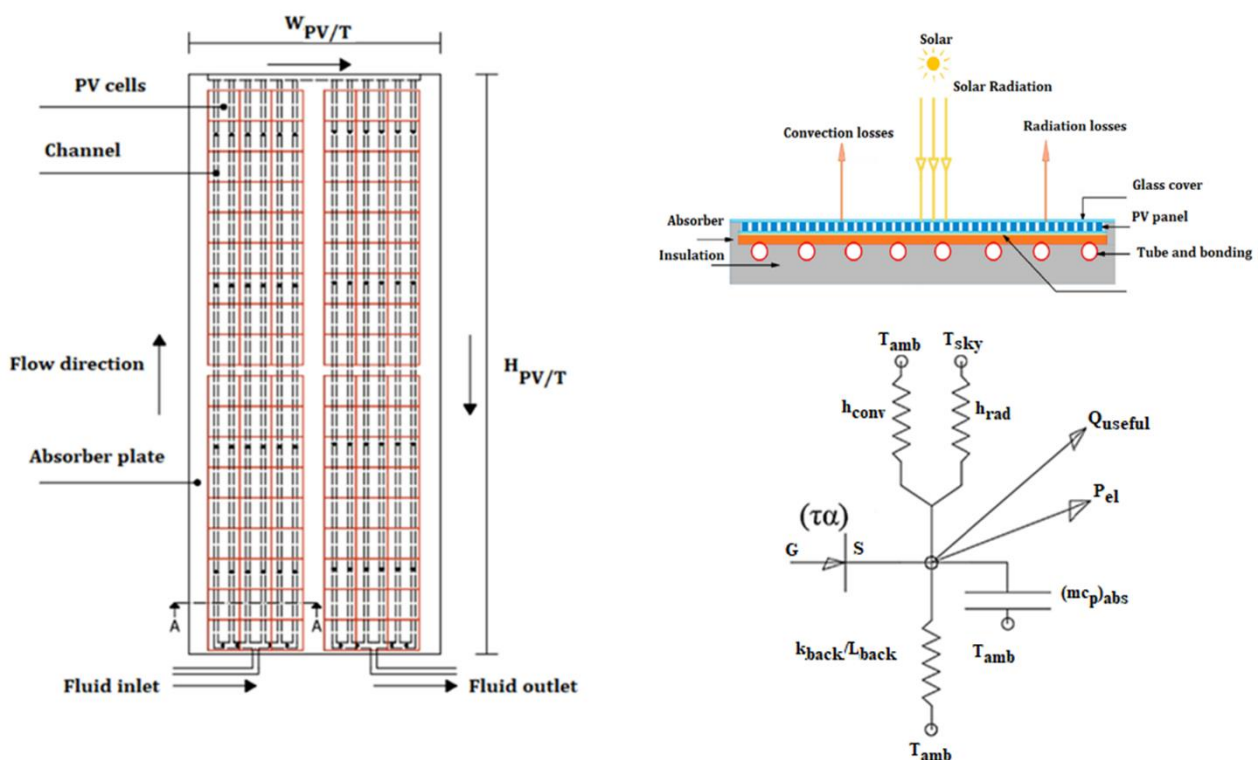 W_PV/T
PV cells
Channel
Flow direction
H_PV/T
Absorber plate
A
A
Fluid inlet
Fluid outlet
Solar
Solar Radiation
Convection losses
Radiation losses
Glass cover
Absorber
PV panel
Insulation
Tube and bonding
T_amb
T_sky
h_conv
h_rad
Q_useful
P_el
(τα)
G
S
(mc_p)_abs
k_back/L_back
T_amb
T_amb